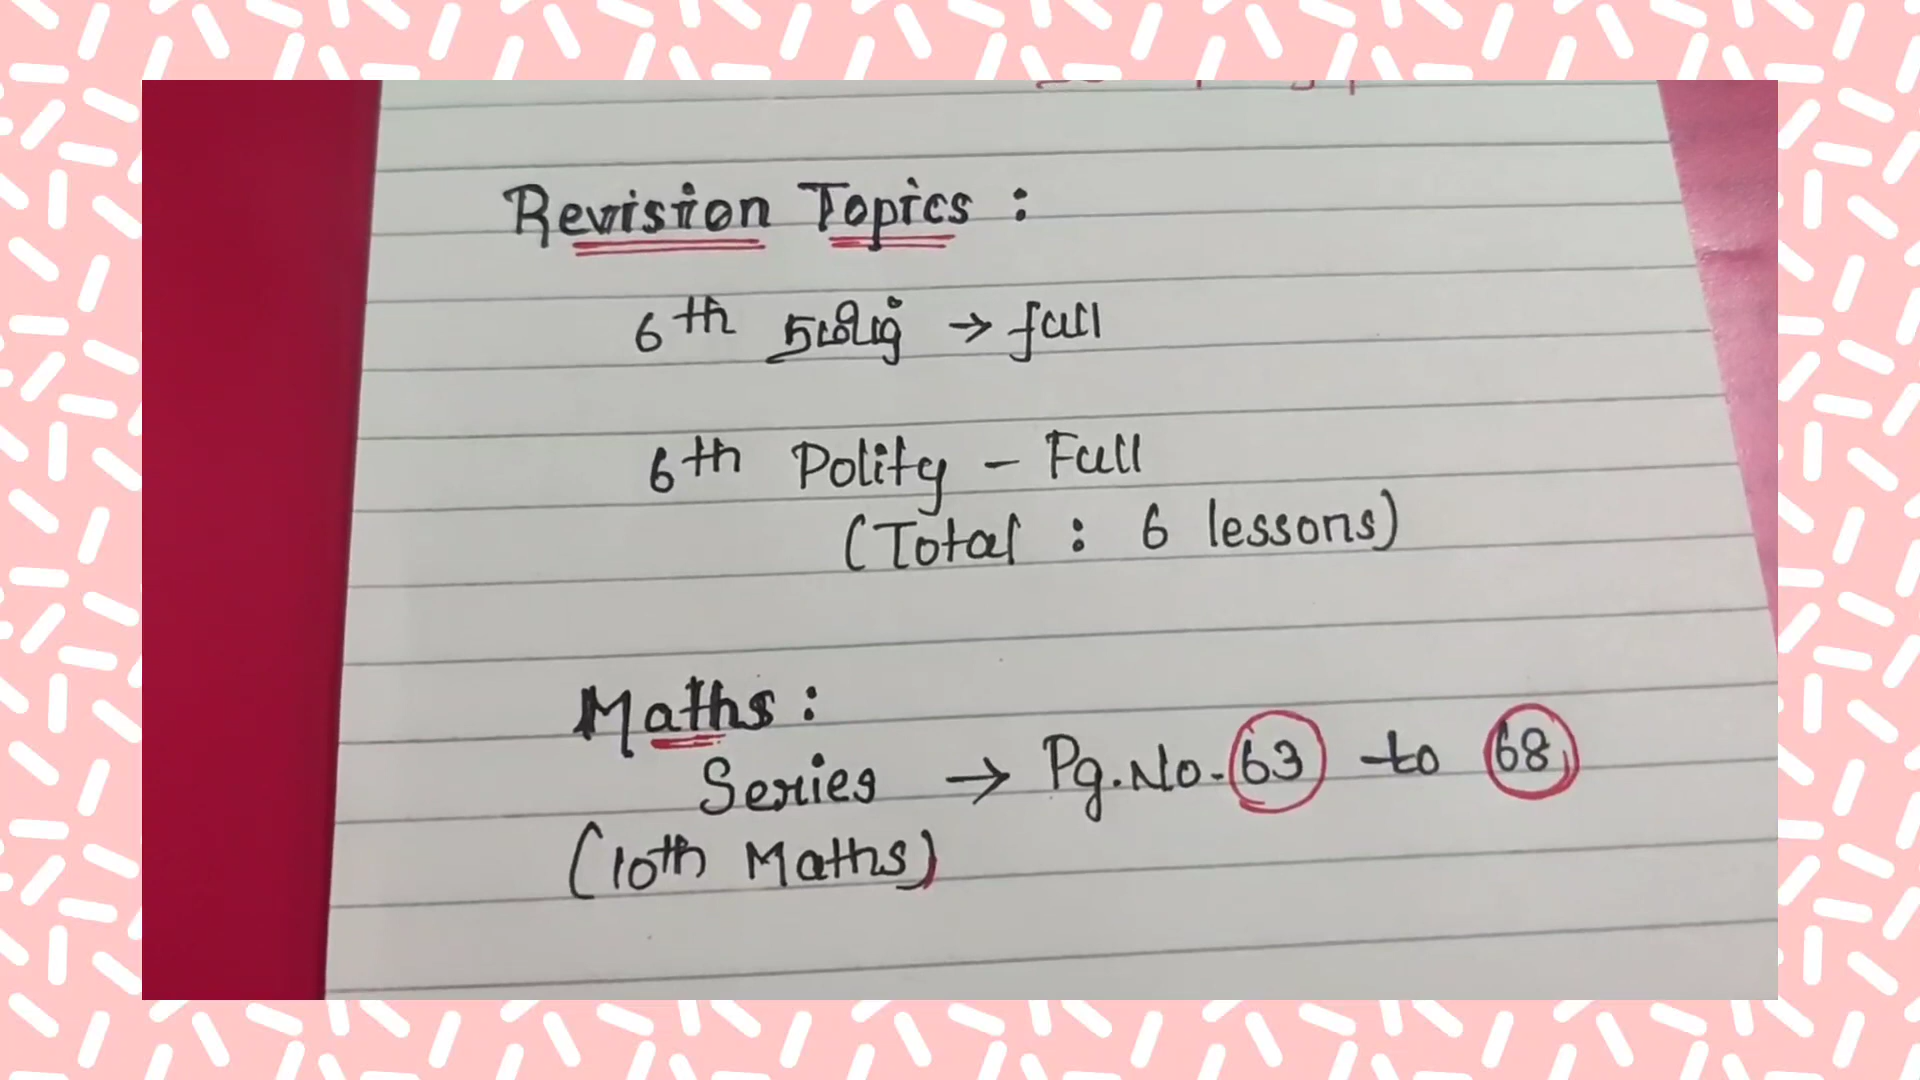 Revision Topics :
6th தமிழ் → full
6th Polity - Full
(Total : 6 lessons)
Maths :
Series → Pg.No. 63 to 68
(10th Maths)